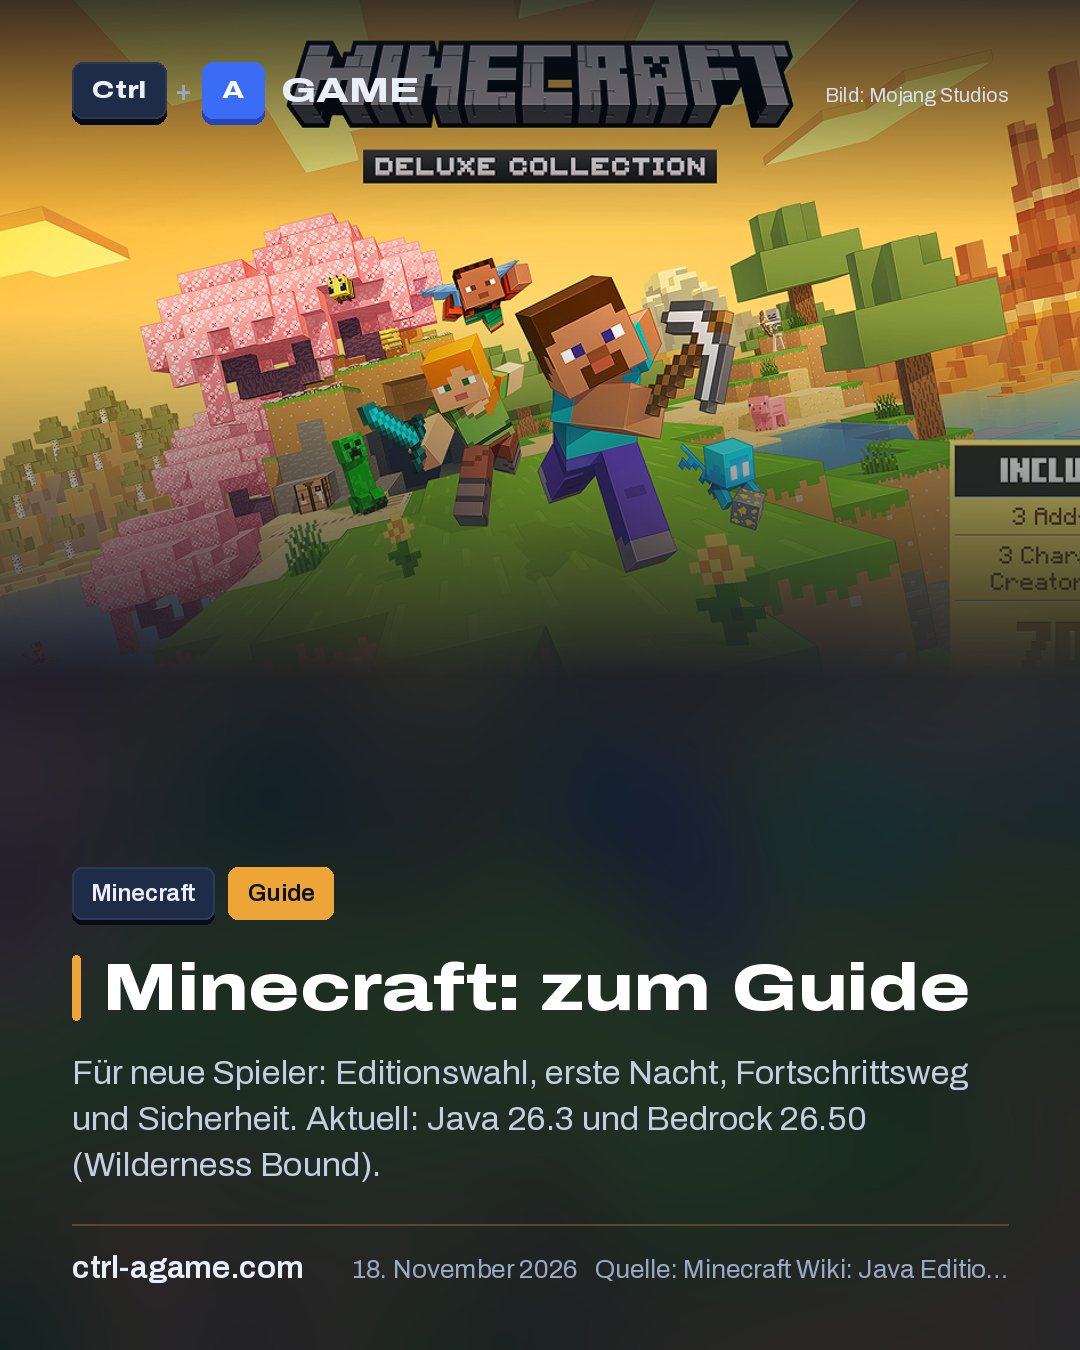 Ctrl + A GAME
MINECRAFT
Bild: Mojang Studios
DELUXE COLLECTION
INCLU
3 Add-
3 Char
Creator
70
Minecraft
Guide
Minecraft: zum Guide
Für neue Spieler: Editionswahl, erste Nacht, Fortschrittsweg
und Sicherheit. Aktuell: Java 26.3 und Bedrock 26.50
(Wilderness Bound).
ctrl-agame.com
18. November 2026 Quelle: Minecraft Wiki: Java Editio…